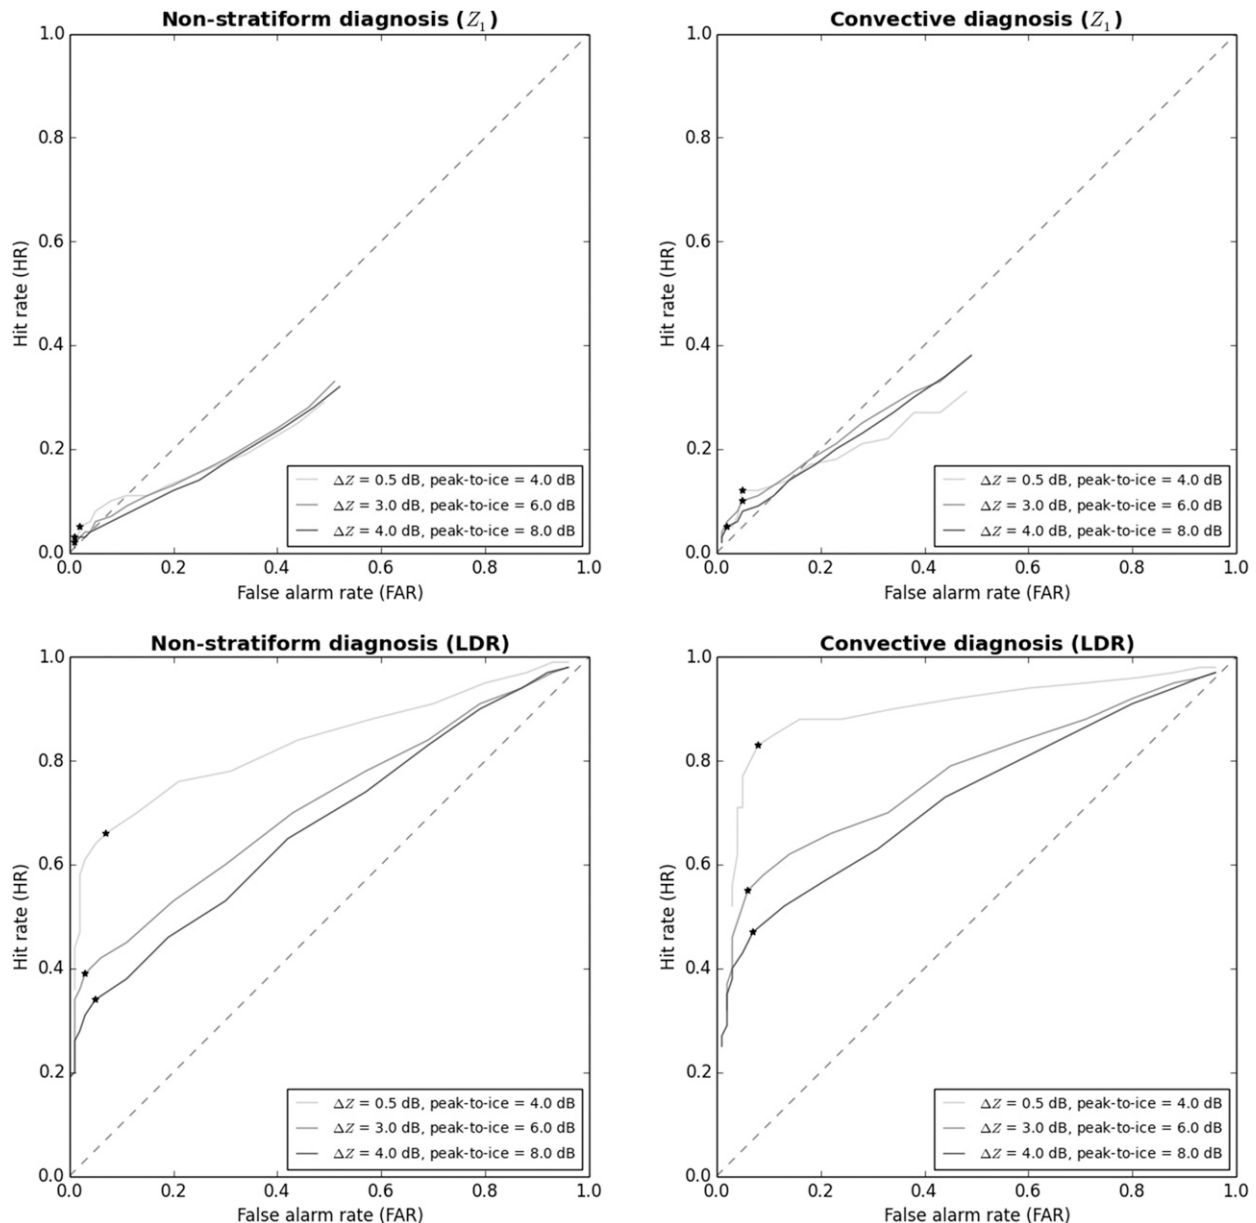 Non-stratiform diagnosis (Z₁)
1.0
0.8
0.6
0.4
0.2
0.0
Hit rate (HR)
ΔZ = 0.5 dB, peak-to-ice = 4.0 dB
ΔZ = 3.0 dB, peak-to-ice = 6.0 dB
ΔZ = 4.0 dB, peak-to-ice = 8.0 dB
0.0 0.2 0.4 0.6 0.8 1.0
False alarm rate (FAR)
Convective diagnosis (Z₁)
1.0
0.8
0.6
0.4
0.2
0.0
Hit rate (HR)
ΔZ = 0.5 dB, peak-to-ice = 4.0 dB
ΔZ = 3.0 dB, peak-to-ice = 6.0 dB
ΔZ = 4.0 dB, peak-to-ice = 8.0 dB
0.0 0.2 0.4 0.6 0.8 1.0
False alarm rate (FAR)
Non-stratiform diagnosis (LDR)
1.0
0.8
0.6
0.4
0.2
0.0
Hit rate (HR)
ΔZ = 0.5 dB, peak-to-ice = 4.0 dB
ΔZ = 3.0 dB, peak-to-ice = 6.0 dB
ΔZ = 4.0 dB, peak-to-ice = 8.0 dB
0.0 0.2 0.4 0.6 0.8 1.0
False alarm rate (FAR)
Convective diagnosis (LDR)
1.0
0.8
0.6
0.4
0.2
0.0
Hit rate (HR)
ΔZ = 0.5 dB, peak-to-ice = 4.0 dB
ΔZ = 3.0 dB, peak-to-ice = 6.0 dB
ΔZ = 4.0 dB, peak-to-ice = 8.0 dB
0.0 0.2 0.4 0.6 0.8 1.0
False alarm rate (FAR)